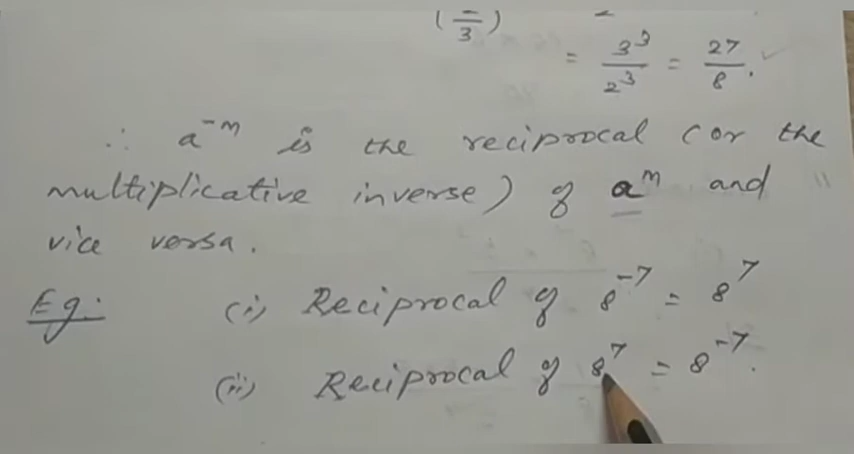 (—/3)
= 3³/2³ = 27/8.
∴ a⁻ᵐ is the reciprocal (or the
multiplicative inverse) of aᵐ and
vice versa.
Eg: (i) Reciprocal of 8⁻⁷ = 8⁷
(ii) Reciprocal of 8⁷ = 8⁻⁷.